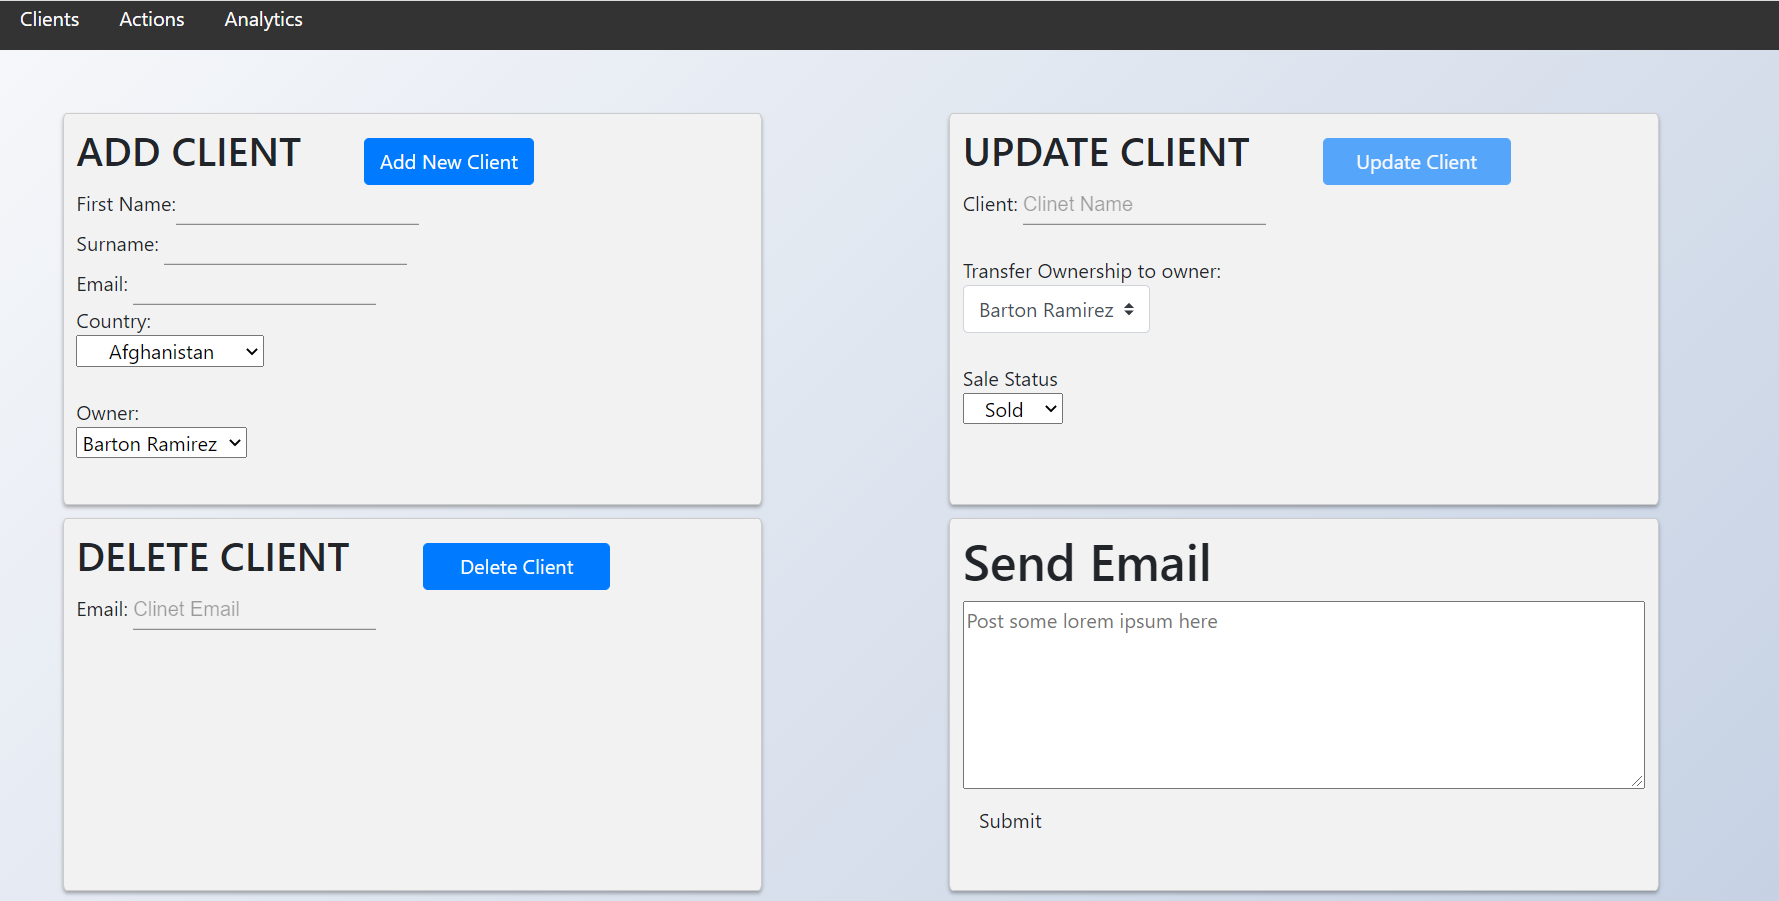 Clients Actions Analytics
ADD CLIENT Add New Client
First Name:
Surname:
Email:
Country:
Afghanistan
Owner:
Barton Ramirez
UPDATE CLIENT Update Client
Client: Clinet Name
Transfer Ownership to owner:
Barton Ramirez
Sale Status
Sold
DELETE CLIENT Delete Client
Email: Clinet Email
Send Email
Post some lorem ipsum here
Submit